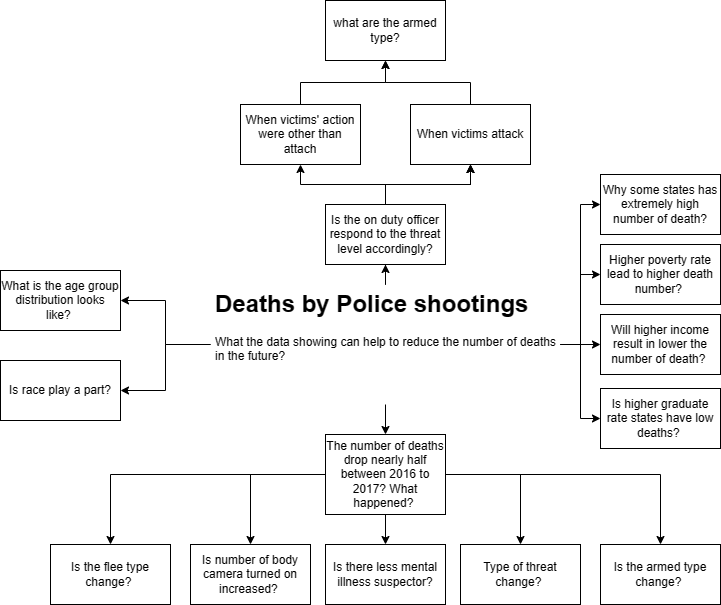 what are the armed
type?
When victims' action
were other than
attach
When victims attack
Is the on duty officer
respond to the threat
level accordingly?
Why some states has
extremely high
number of death?
Higher poverty rate
lead to higher death
number?
What is the age group
distribution looks
like?
Deaths by Police shootings
What the data showing can help to reduce the number of deaths
in the future?
Will higher income
result in lower the
number of death?
Is race play a part?
Is higher graduate
rate states have low
deaths?
The number of deaths
drop nearly half
between 2016 to
2017? What
happened?
Is the flee type
change?
Is number of body
camera turned on
increased?
Is there less mental
illness suspector?
Type of threat
change?
Is the armed type
change?